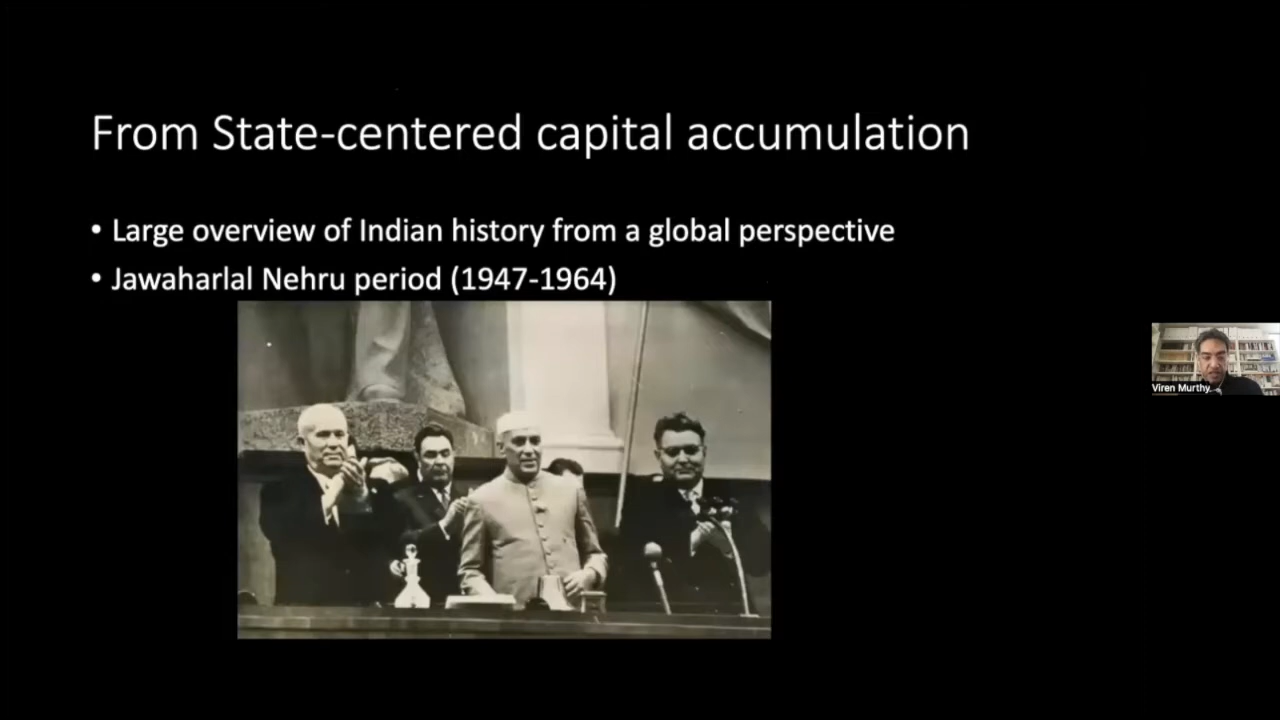 From State-centered capital accumulation
• Large overview of Indian history from a global perspective
• Jawaharlal Nehru period (1947-1964)
Viren Murthy